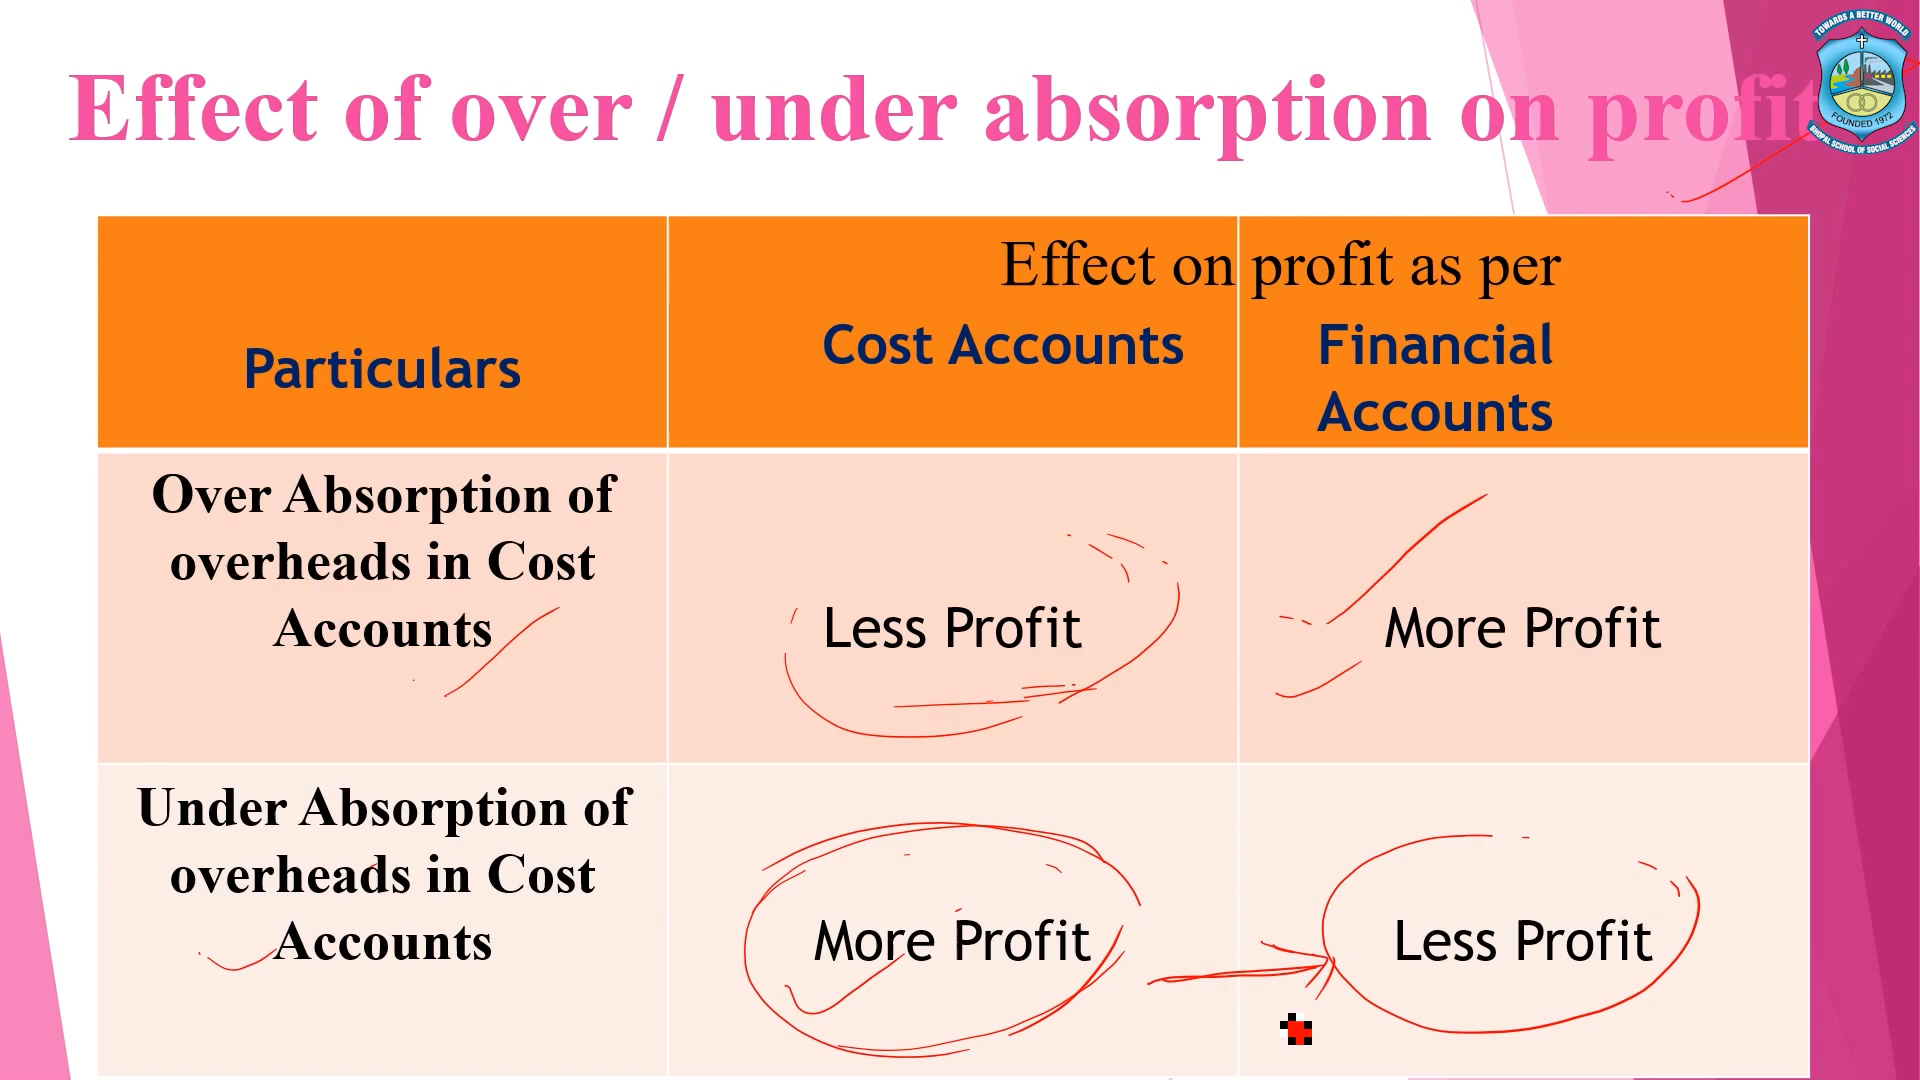 Effect of over / under absorption on profit
TOWARDS A BETTER WORLD
FOUNDED 1972
BHOPAL SCHOOL OF SOCIAL SCIENCES
Effect on profit as per
Particulars
Cost Accounts
Financial
Accounts
Over Absorption of
overheads in Cost
Accounts
Less Profit
More Profit
Under Absorption of
overheads in Cost
Accounts
More Profit
Less Profit